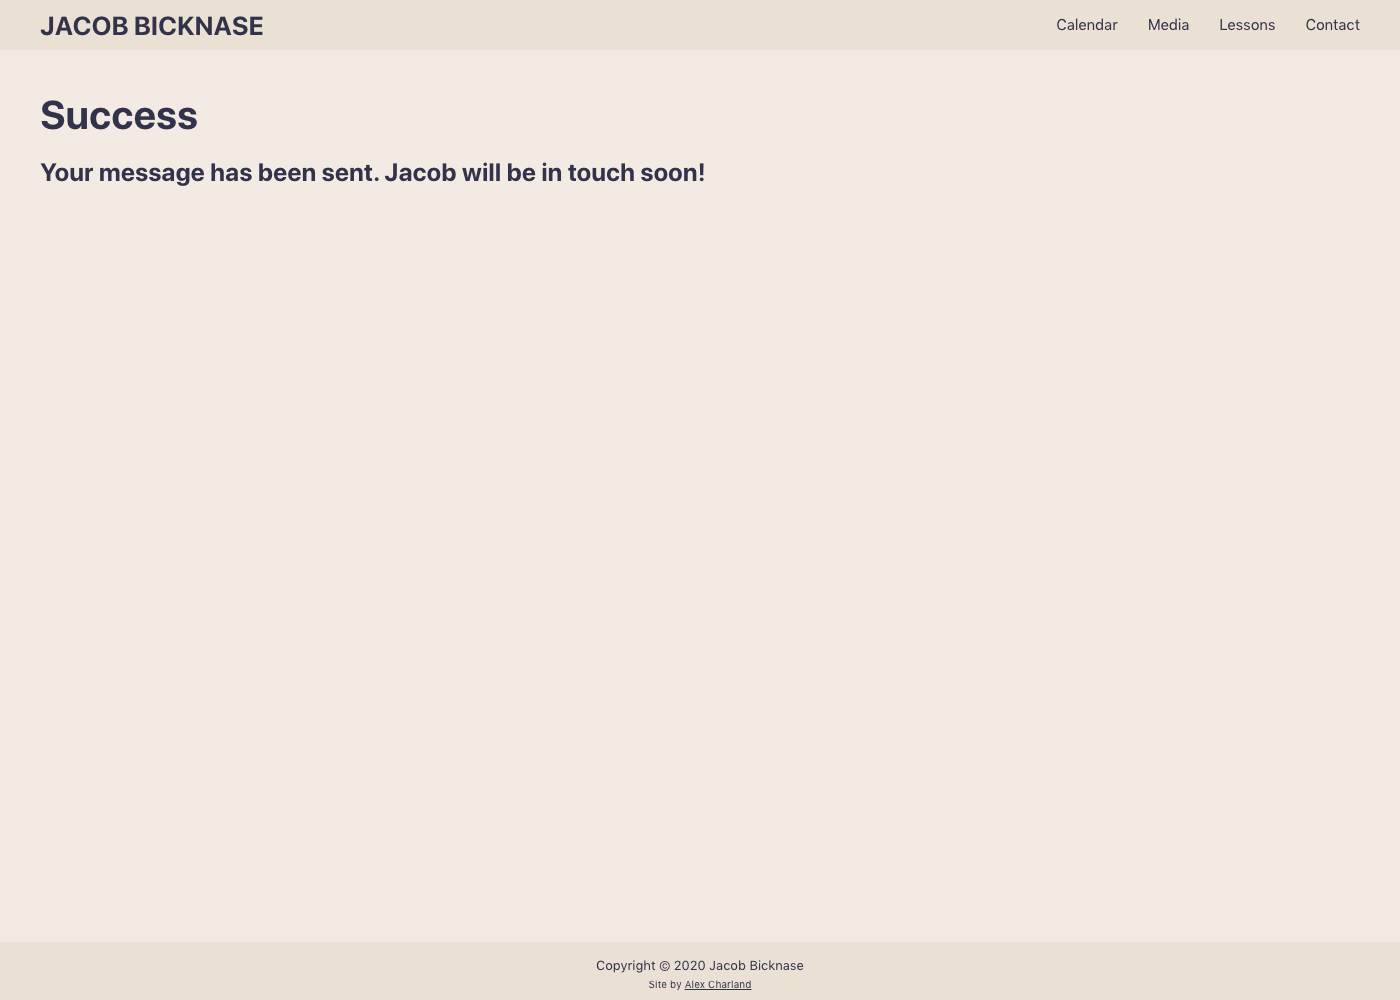 JACOB BICKNASE
Calendar Media Lessons Contact
Success
Your message has been sent. Jacob will be in touch soon!
Copyright © 2020 Jacob Bicknase
Site by Alex Charland